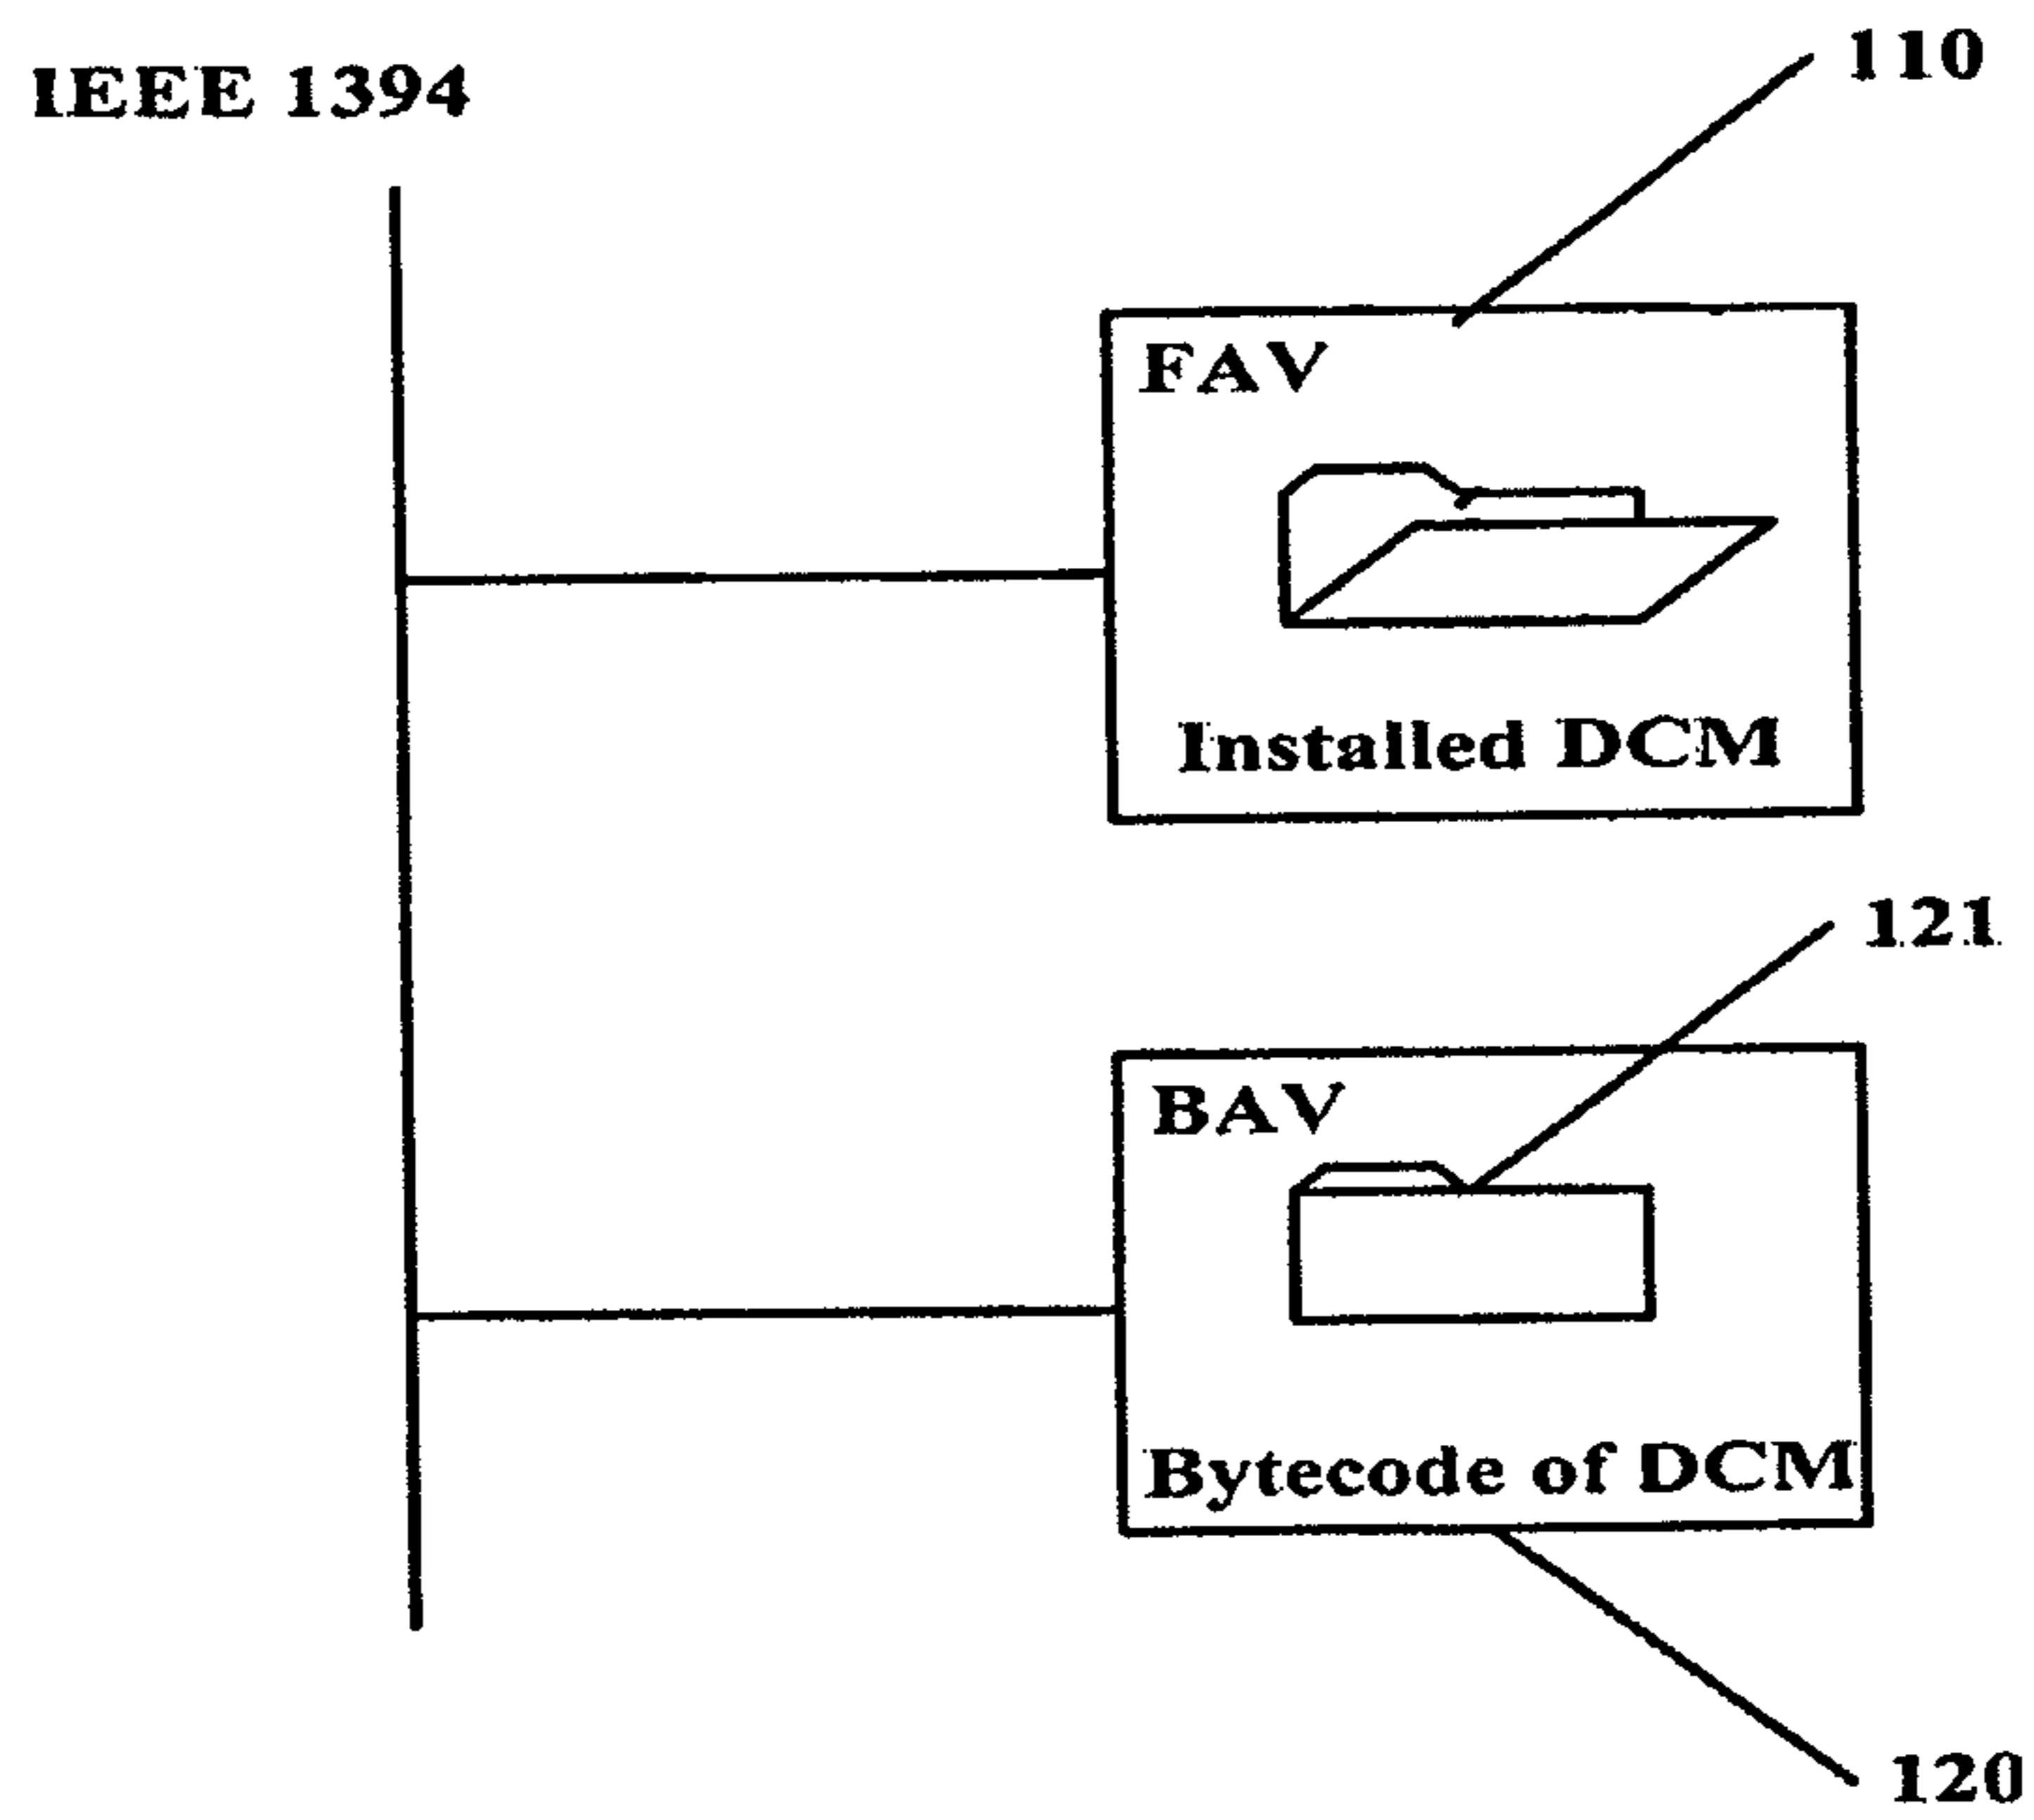 IEEE 1394
110
FAV
Installed DCM
121
BAV
Bytecode of DCM
120